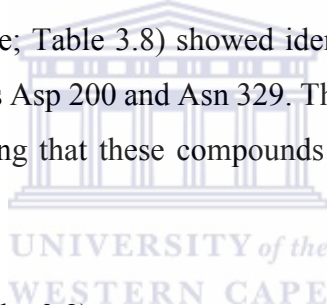 e; Table 3.8) showed iden
s Asp 200 and Asn 329. Th
ng that these compounds
UNIVERSITY of the
WESTERN CAPE